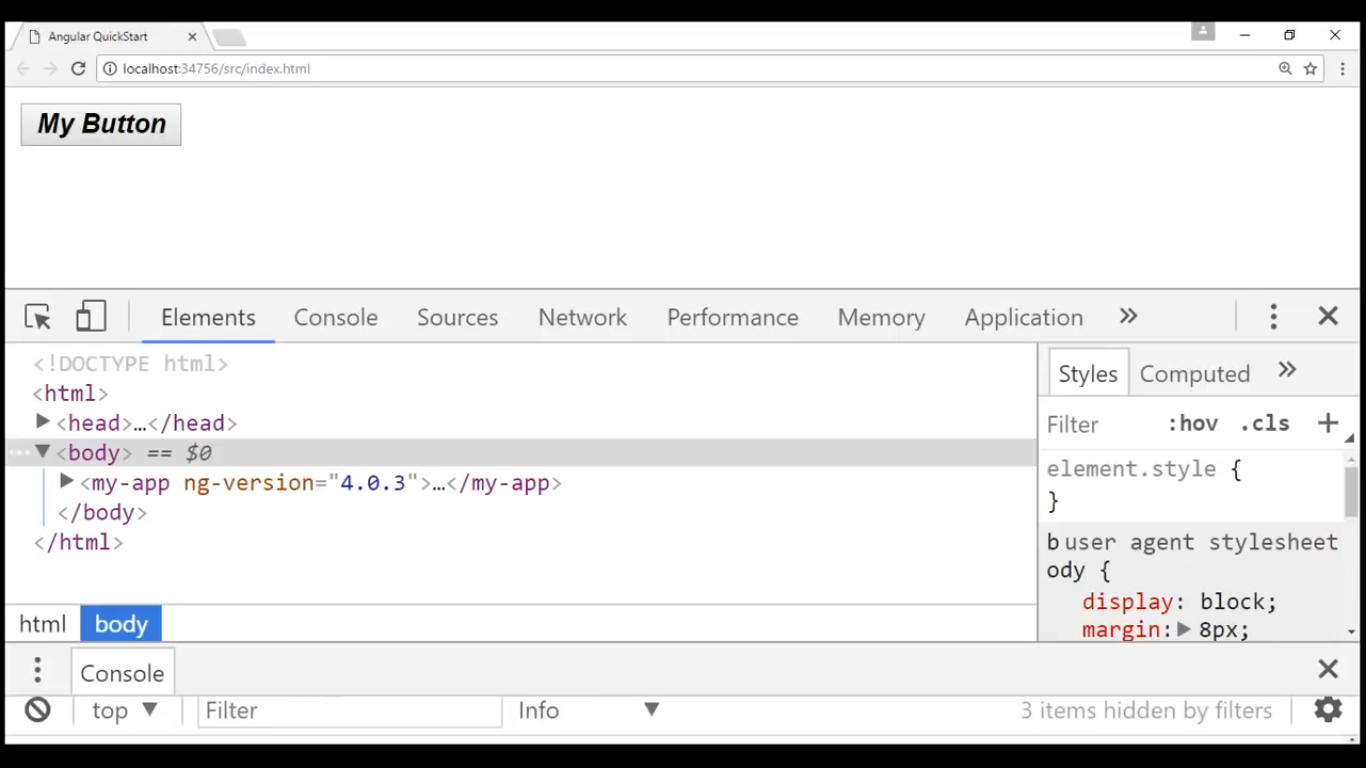 Angular QuickStart
localhost:34756/src/index.html
My Button
Elements Console Sources Network Performance Memory Application »
<!DOCTYPE html>
<html>
<head>…</head>
<body> == $0
<my-app ng-version="4.0.3">…</my-app>
</body>
</html>
html body
Styles Computed »
Filter :hov .cls +
element.style {
}
b user agent stylesheet
ody {
display: block;
margin: 8px;
Console
top Filter Info 3 items hidden by filters